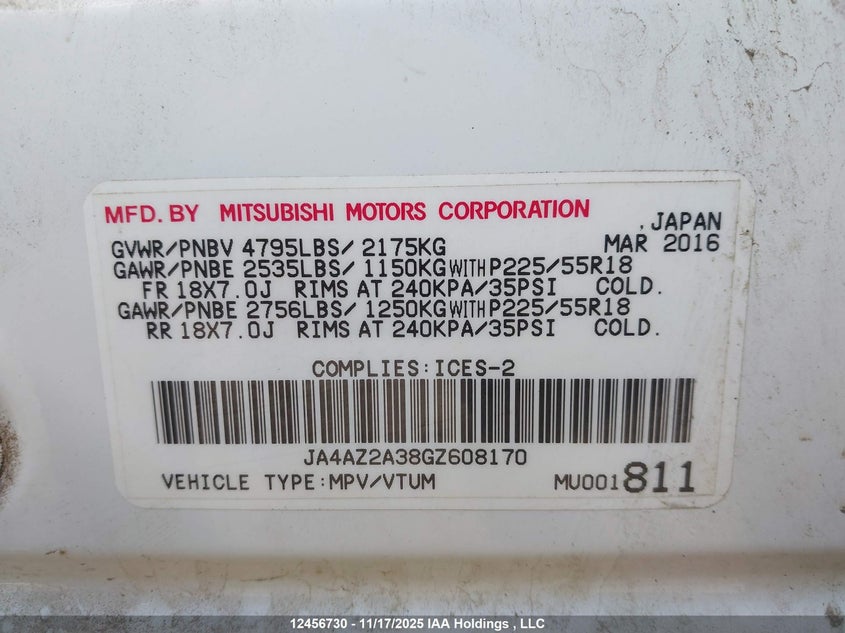 MFD. BY MITSUBISHI MOTORS CORPORATION
, JAPAN
GVWR/PNBV 4795LBS/ 2175KG MAR 2016
GAWR/PNBE 2535LBS/ 1150KG WITH P225/55R18
FR 18X7.0J RIMS AT 240KPA/35PSI COLD.
GAWR/PNBE 2756LBS/ 1250KG WITH P225/55R18
RR 18X7.0J RIMS AT 240KPA/35PSI COLD.
COMPLIES:ICES-2
JA4AZ2A38GZ608170
VEHICLE TYPE:MPV/VTUM MU001811
12456730 - 11/17/2025 IAA Holdings , LLC